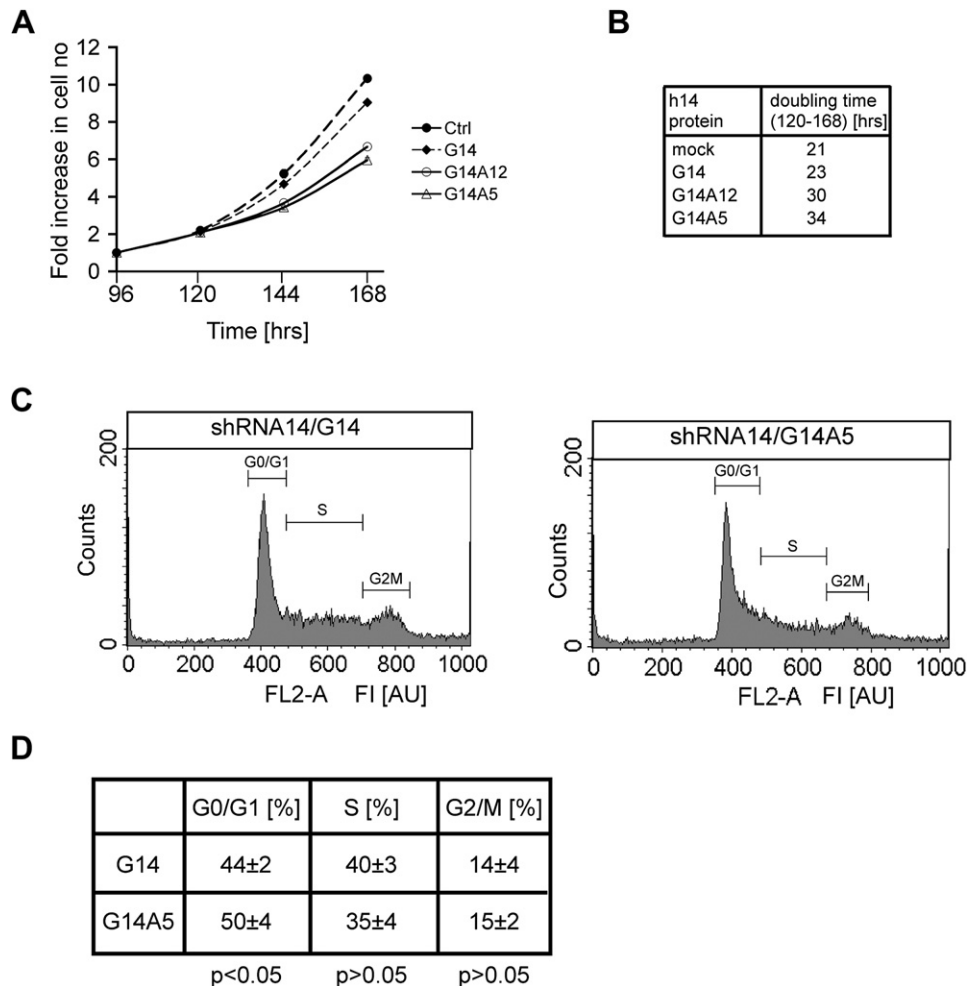 A
Fold increase in cell no
12
10
8
6
4
2
0
96 120 144 168
Time [hrs]
Ctrl
G14
G14A12
G14A5
B
h14 protein
doubling time (120-168) [hrs]
mock 21
G14 23
G14A12 30
G14A5 34
C
shRNA14/G14
200
G0/G1
S
G2M
Counts
0
0 200 400 600 800 1000
FL2-A FI [AU]
shRNA14/G14A5
200
G0/G1
S
G2M
Counts
0
0 200 400 600 800 1000
FL2-A FI [AU]
D
G0/G1 [%] S [%] G2/M [%]
G14 44±2 40±3 14±4
G14A5 50±4 35±4 15±2
p<0.05 p>0.05 p>0.05